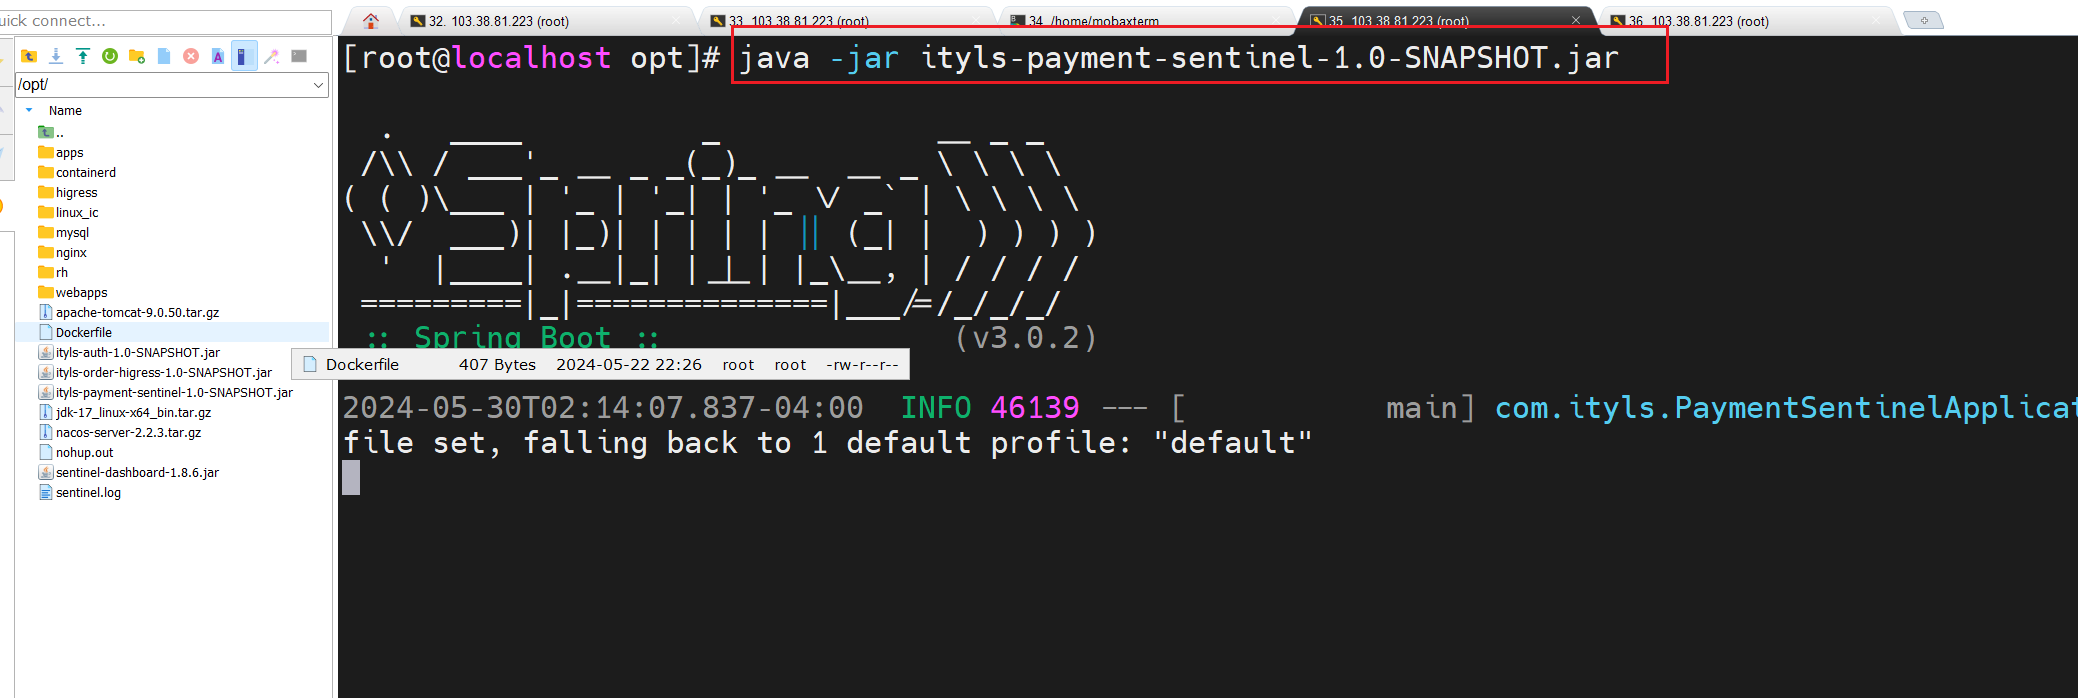 uick connect...
32. 103.38.81.223 (root)
33. 103.38.81.223 (root)
34. /home/mobaxterm
35. 103.38.81.223 (root)
36. 103.38.81.223 (root)
/opt/
Name
..
apps
containerd
higress
linux_ic
mysql
nginx
rh
webapps
apache-tomcat-9.0.50.tar.gz
Dockerfile
ityls-auth-1.0-SNAPSHOT.jar
ityls-order-higress-1.0-SNAPSHOT.jar
ityls-payment-sentinel-1.0-SNAPSHOT.jar
jdk-17_linux-x64_bin.tar.gz
nacos-server-2.2.3.tar.gz
nohup.out
sentinel-dashboard-1.8.6.jar
sentinel.log
Dockerfile 407 Bytes 2024-05-22 22:26 root root -rw-r--r--
[root@localhost opt]# java -jar ityls-payment-sentinel-1.0-SNAPSHOT.jar
Spring
:: Spring Boot :: (v3.0.2)
2024-05-30T02:14:07.837-04:00 INFO 46139 --- [ main] com.ityls.PaymentSentinelApplicat
file set, falling back to 1 default profile: "default"